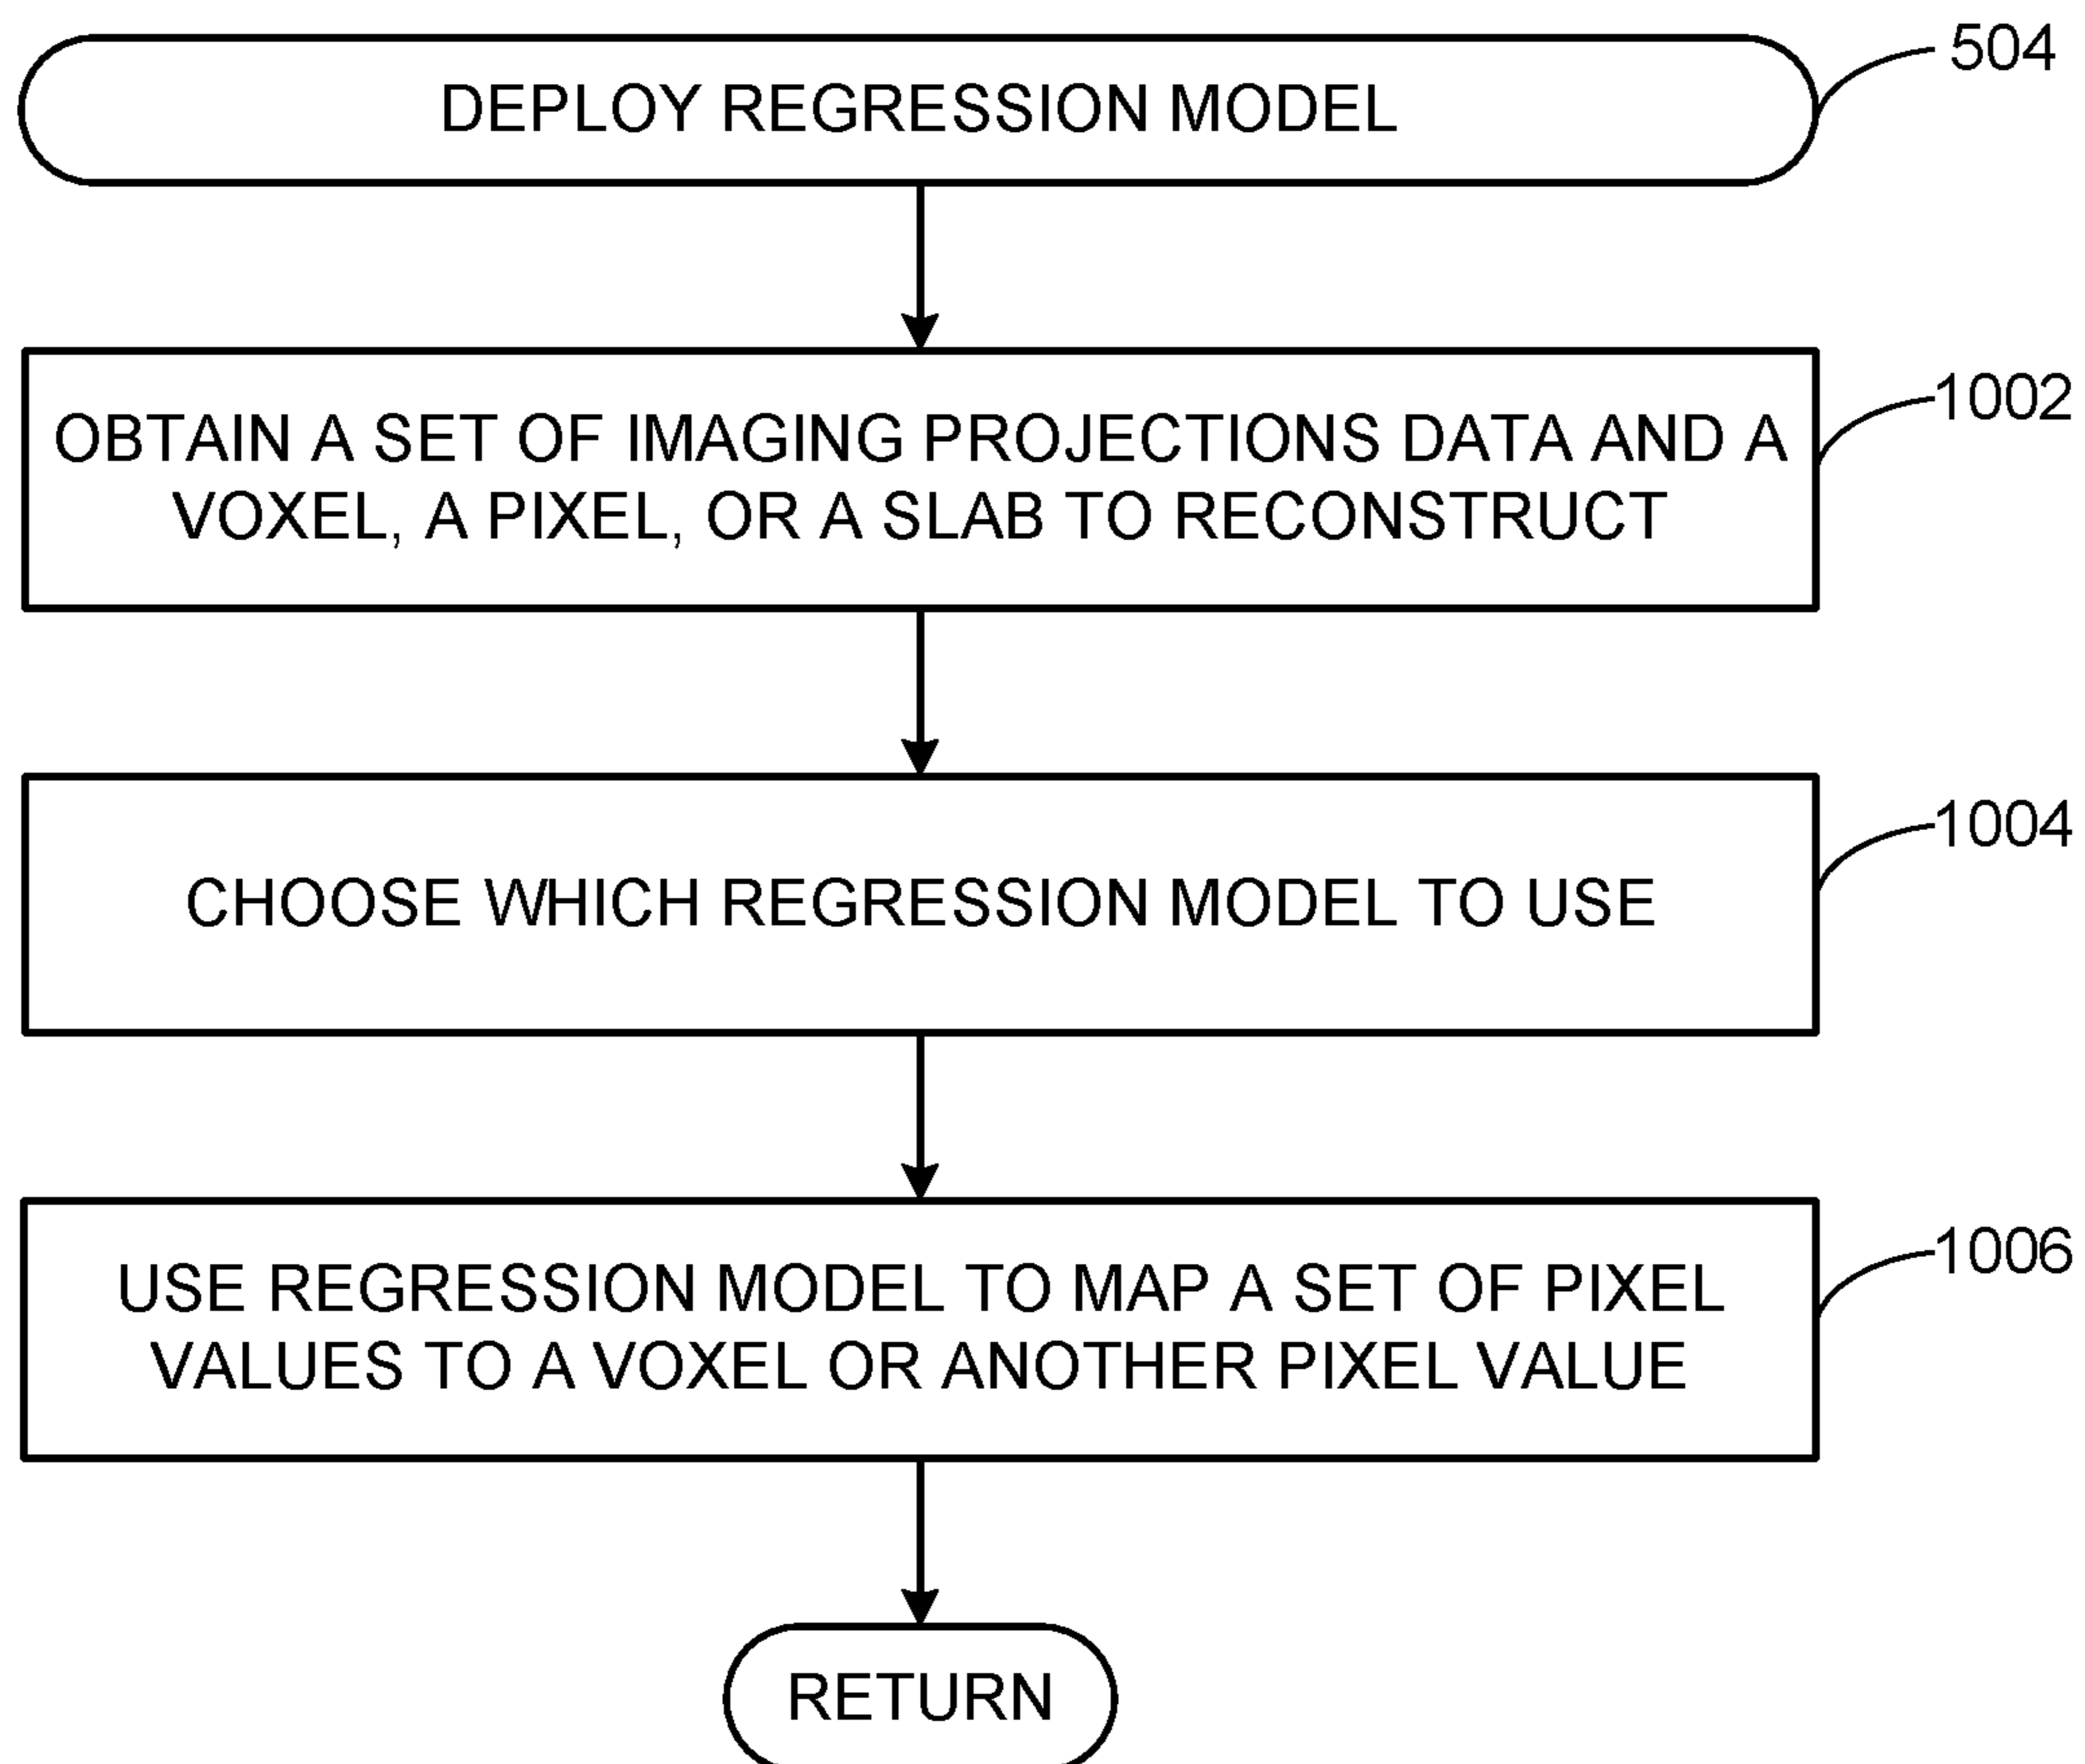 DEPLOY REGRESSION MODEL
504
OBTAIN A SET OF IMAGING PROJECTIONS DATA AND A
VOXEL, A PIXEL, OR A SLAB TO RECONSTRUCT
1002
CHOOSE WHICH REGRESSION MODEL TO USE
1004
USE REGRESSION MODEL TO MAP A SET OF PIXEL
VALUES TO A VOXEL OR ANOTHER PIXEL VALUE
1006
RETURN